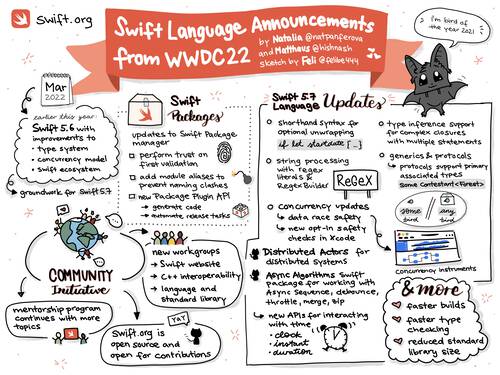 Swift.org
Swift Language Announcements
from WWDC22
by Natalia @natpanferova
and Matthaus @hishnash
sketch by Feli @felibe444
I'm bird of
the year 2021
Mar
2022
earlier this year:
Swift 5.6 with
improvements to
• type system
• concurrency model
• swift ecosystem
groundwork for Swift 5.7
COMMUNITY
Initiative
mentorship program
continues with more
topics
new workgroups
Swift website
C++ interoperability
language and
standard library
YAY
Swift.org is
open source and
open for contributions
Swift
Packages
updates to Swift Package
manager
perform trust on
first validation
add module aliases to
prevent naming clashes
new Package Plugin API
→ generate code
→ automate release tasks
Swift 5.7
Language Updates
shorthand syntax for
optional unwrapping
if let startdate {…}
string processing
with regex
literals &
RegexBuilder
ReGeX
concurrency updates
data race safety
new opt-in safety
checks in Xcode
Distributed Actors for
distributed systems
Async Algorithms Swift
package for working with
Async Sequence, debounce,
throttle, merge, zip
new APIs for interacting
with time
• clock
• instant
• duration
type inference support
for complex closures
with multiple statements
generics & protocols
protocols support primary
associated types
some Contestant<Forest>
some
bird
any
bird
concurrency instruments
& more
faster builds
faster type
checking
reduced standard
library size